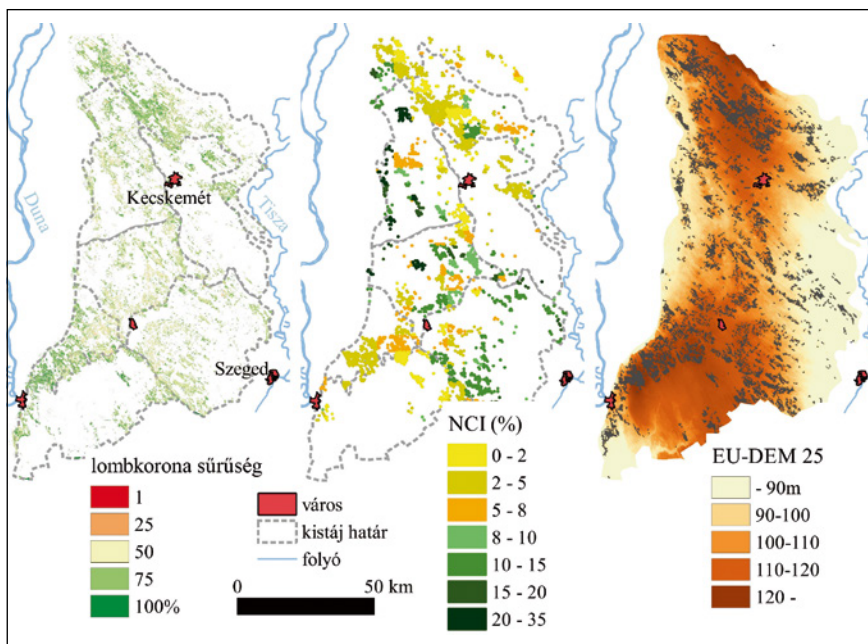 Duna
Kecskemét
Tisza
Szeged
lombkorona sűrűség
1
25
50
75
100%
város
kistáj határ
folyó
0 50 km
NCI (%)
0 - 2
2 - 5
5 - 8
8 - 10
10 - 15
15 - 20
20 - 35
EU-DEM 25
- 90m
90-100
100-110
110-120
120 -